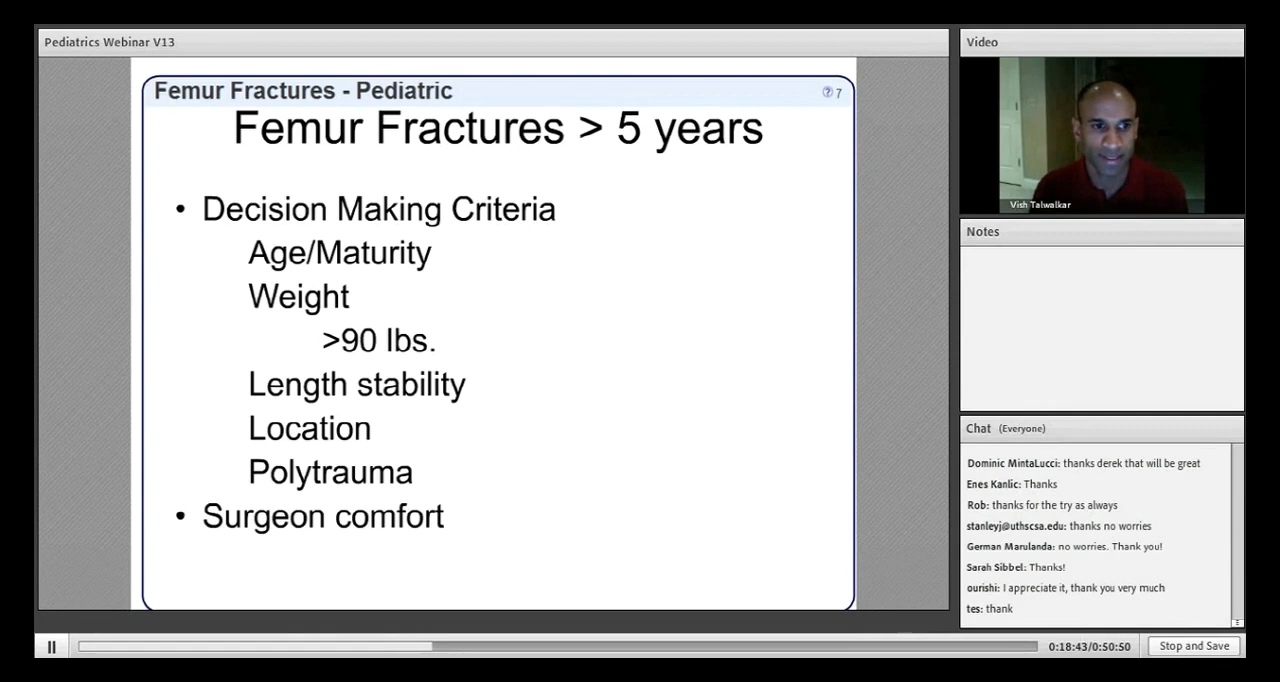 Pediatrics Webinar V13
Femur Fractures - Pediatric
7
Femur Fractures > 5 years
• Decision Making Criteria
Age/Maturity
Weight
>90 lbs.
Length stability
Location
Polytrauma
• Surgeon comfort
Video
Vish Talwalkar
Notes
Chat (Everyone)
Dominic MintaLucci: thanks derek that will be great
Enes Kanlic: Thanks
Rob: thanks for the try as always
stanleyj@uthscsa.edu: thanks no worries
German Marulanda: no worries. Thank you!
Sarah Sibbel: Thanks!
ourishi: I appreciate it, thank you very much
tes: thank
0:18:43/0:50:50
Stop and Save